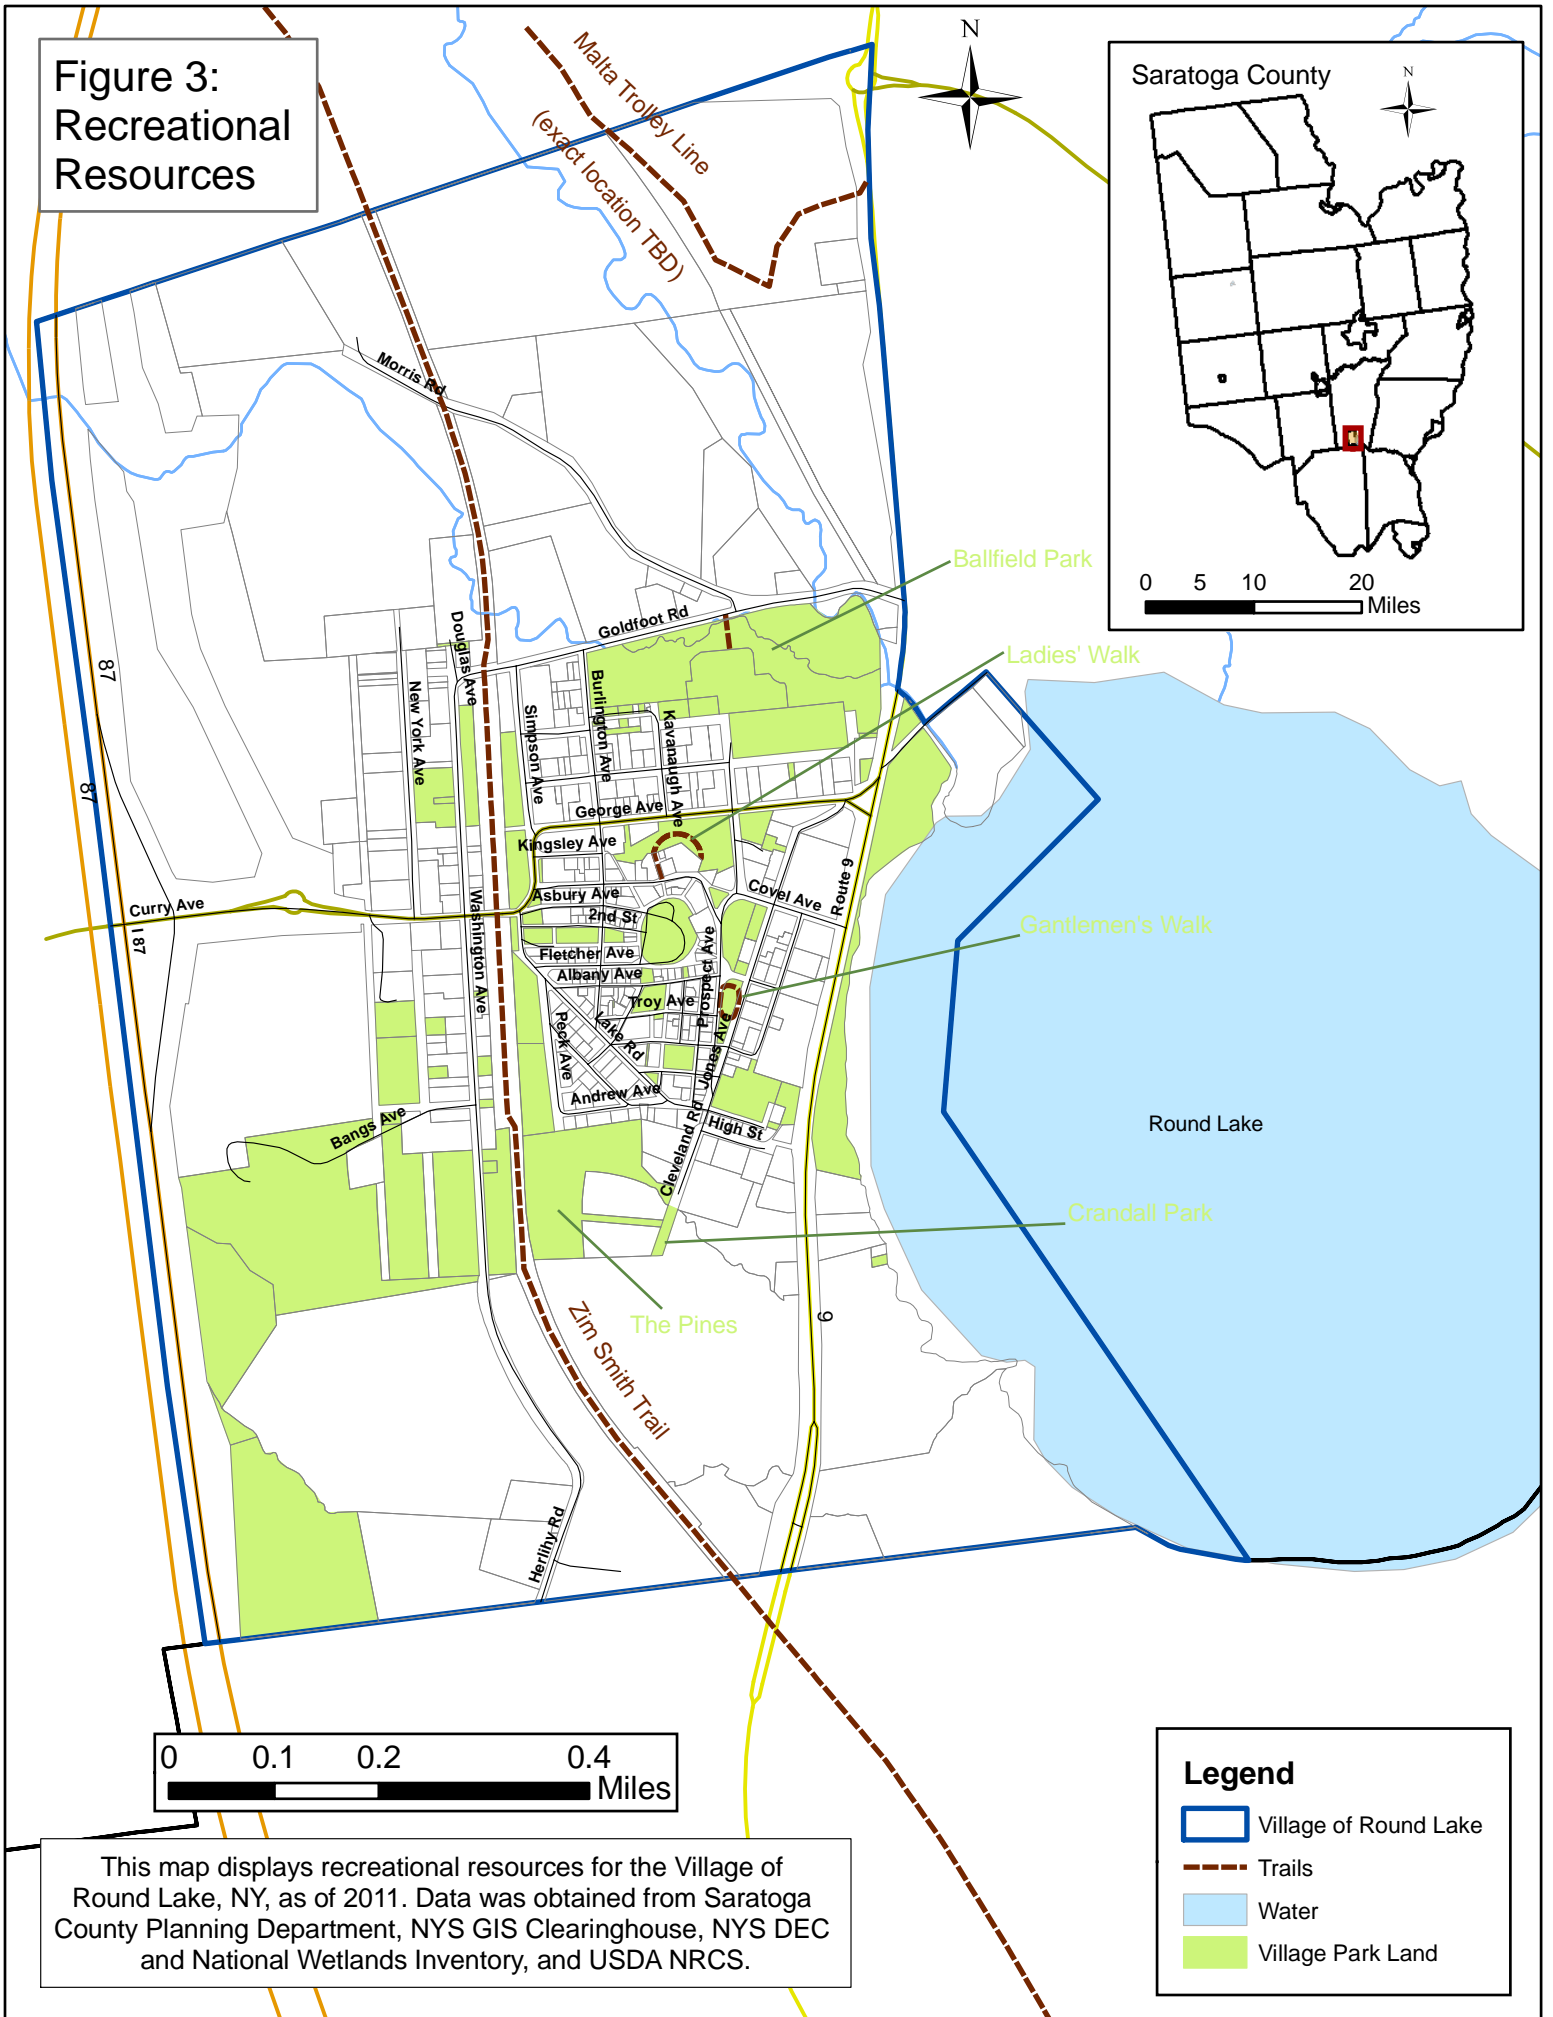 Figure 3:
Recreational
Resources
Malta Trolley Line
(exact location TBD)
N
Saratoga County
N
0 5 10 20
Miles
Morris Rd
Ballfield Park
Goldfoot Rd
Douglas Ave
Ladies' Walk
87
New York Ave
Simpson Ave
Burlington Ave
Kavanaugh Ave
87
George Ave
Kingsley Ave
Route 9
Asbury Ave
Covel Ave
Curry Ave
2nd St
I 87
Washington Ave
Gantlemen's Walk
Fletcher Ave
Albany Ave
Prospect Ave
Troy Ave
Peck Ave
Lake Rd
Jones Ave
Andrew Ave
Bangs Ave
High St
Round Lake
Cleveland Rd
Crandall Park
The Pines
9
Zim Smith Trail
Herlihy Rd
0 0.1 0.2 0.4
Miles
Legend
Village of Round Lake
Trails
Water
Village Park Land
This map displays recreational resources for the Village of
Round Lake, NY, as of 2011. Data was obtained from Saratoga
County Planning Department, NYS GIS Clearinghouse, NYS DEC
and National Wetlands Inventory, and USDA NRCS.